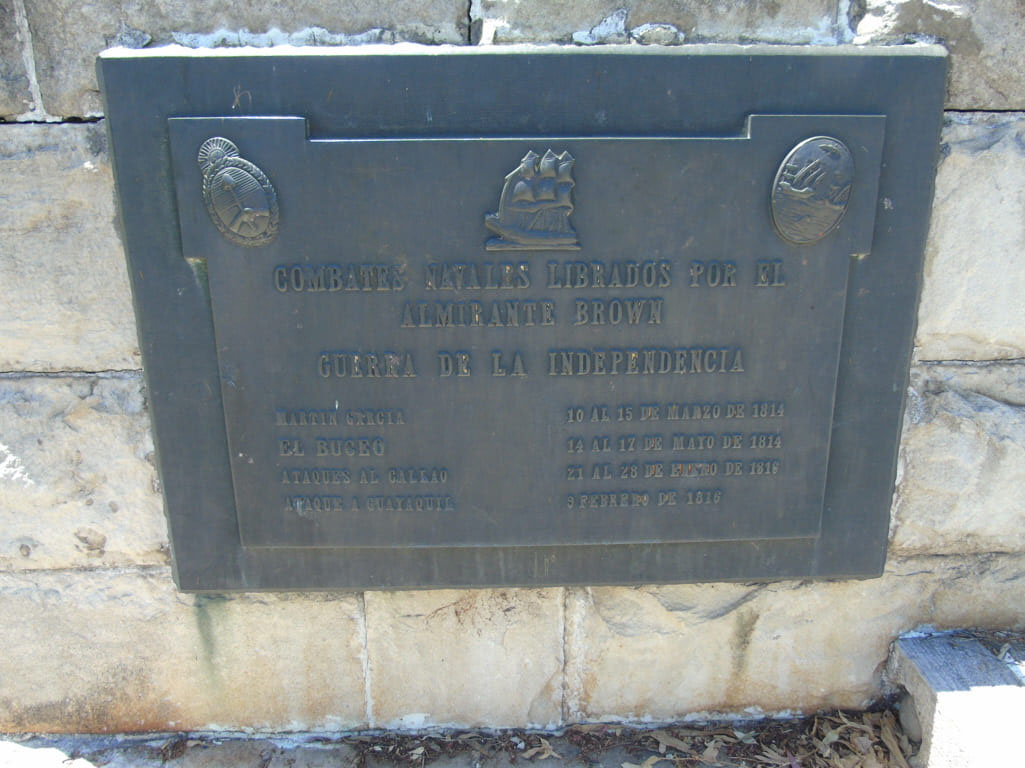 COMBATES NAVALES LIBRADOS POR EL
ALMIRANTE BROWN
GUERRA DE LA INDEPENDENCIA
MARTIN GARCIA 10 AL 15 DE MARZO DE 1814
EL BUCEO 14 AL 17 DE MAYO DE 1814
ATAQUES AL CALLAO 21 AL 28 DE ENERO DE 1816
ATAQUE A GUAYAQUIL FEBRERO DE 1816